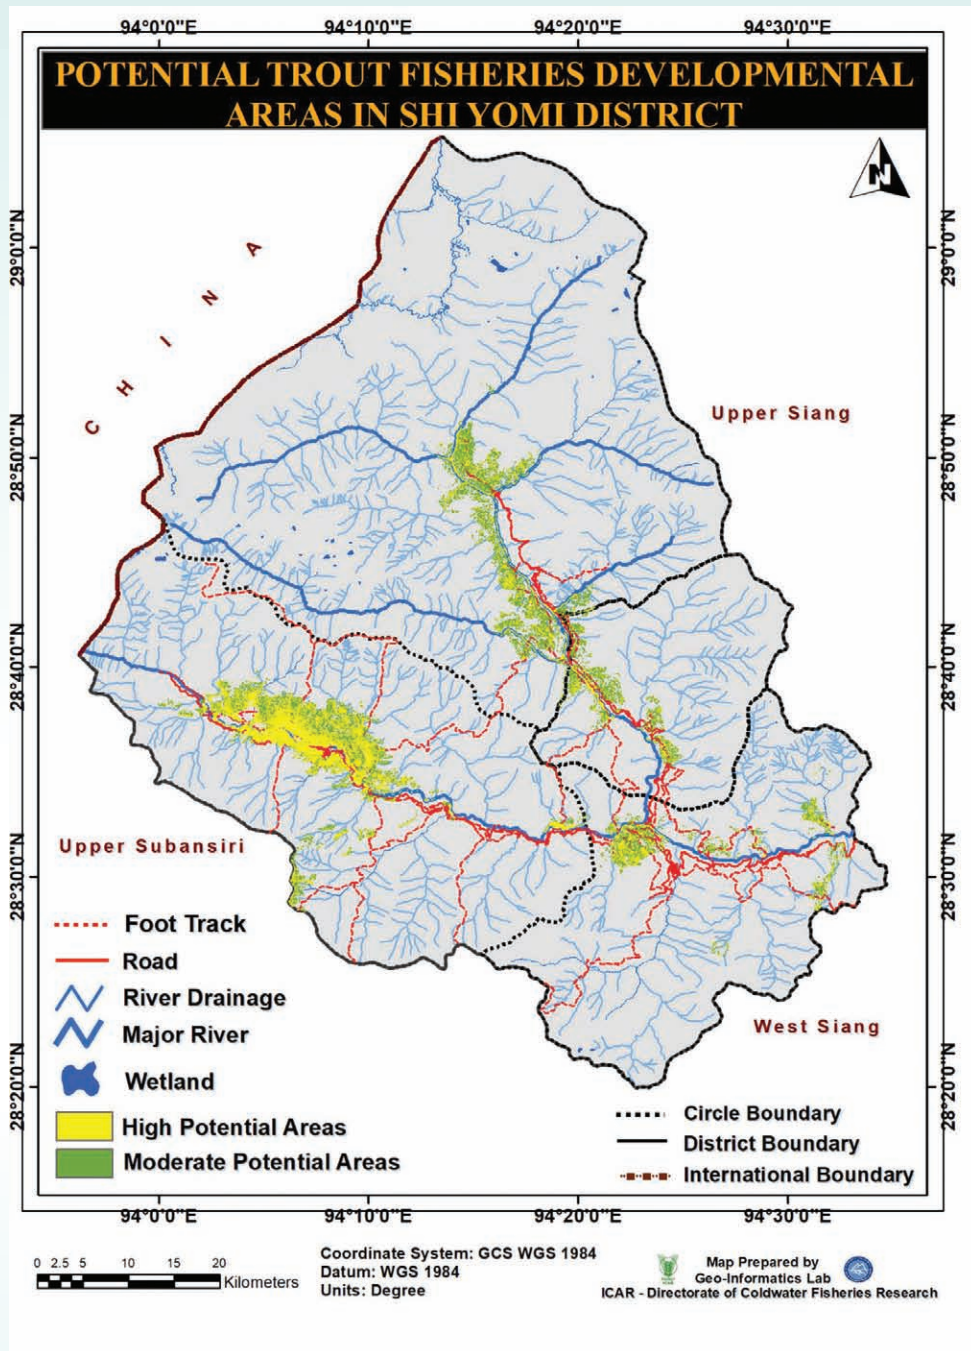 94°0'0"E 94°10'0"E 94°20'0"E 94°30'0"E
POTENTIAL TROUT FISHERIES DEVELOPMENTAL
AREAS IN SHI YOMI DISTRICT
N
29°0'0"N 29°0'0"N
CHINA
Upper Siang
28°50'0"N 28°50'0"N
28°40'0"N 28°40'0"N
Upper Subansiri
28°30'0"N 28°30'0"N
Foot Track
Road
River Drainage
Major River
West Siang
Wetland
28°20'0"N 28°20'0"N
High Potential Areas
Moderate Potential Areas
Circle Boundary
District Boundary
International Boundary
94°0'0"E 94°10'0"E 94°20'0"E 94°30'0"E
0 2.5 5 10 15 20
Kilometers
Coordinate System: GCS WGS 1984
Datum: WGS 1984
Units: Degree
Map Prepared by
Geo-Informatics Lab
ICAR - Directorate of Coldwater Fisheries Research